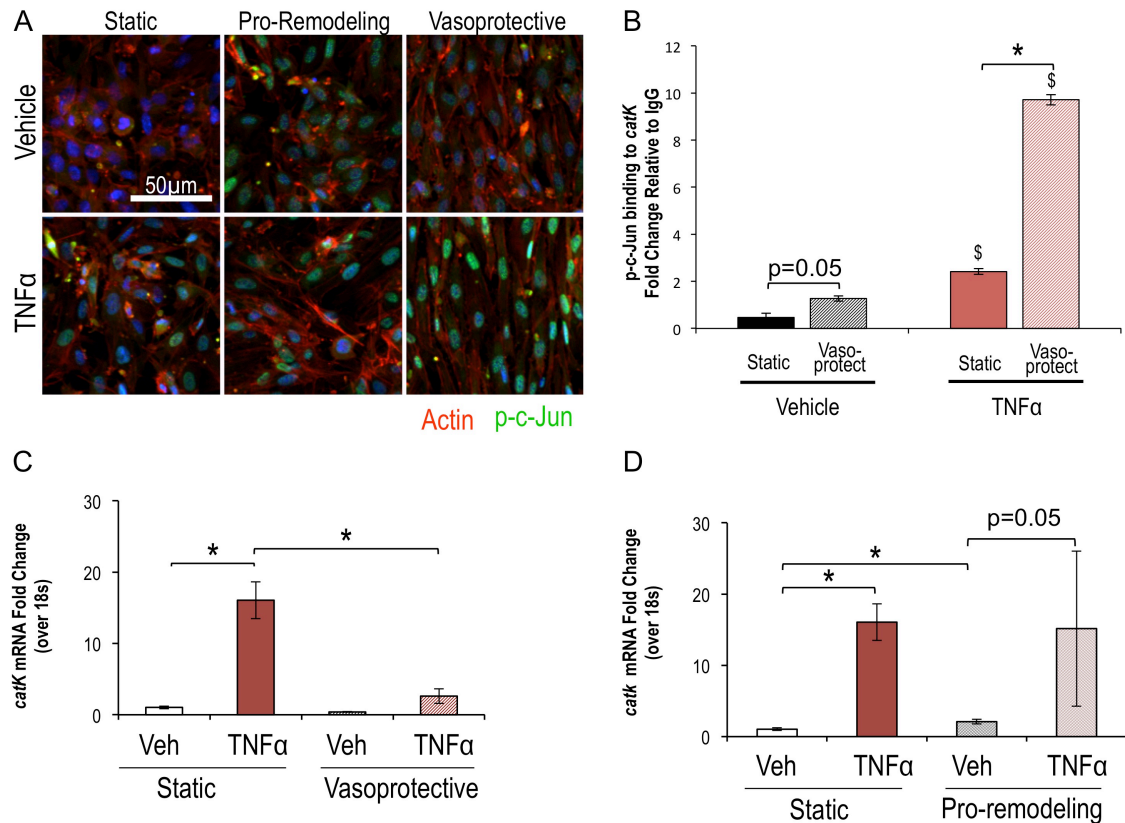 A
Static Pro-Remodeling Vasoprotective
Vehicle
50µm
TNFα
Actin p-c-Jun
B
p-c-Jun binding to catK
Fold Change Relative to IgG
12
10
8
6
4
2
0
p=0.05
$
*
$
Static
Vaso-
protect
Static
Vaso-
protect
Vehicle
TNFα
C
catK mRNA Fold Change
(over 18s)
30
20
10
0
*
*
Veh TNFα Veh TNFα
Static Vasoprotective
D
catk mRNA Fold Change
(over 18s)
30
20
10
0
p=0.05
*
*
Veh TNFα Veh TNFα
Static Pro-remodeling